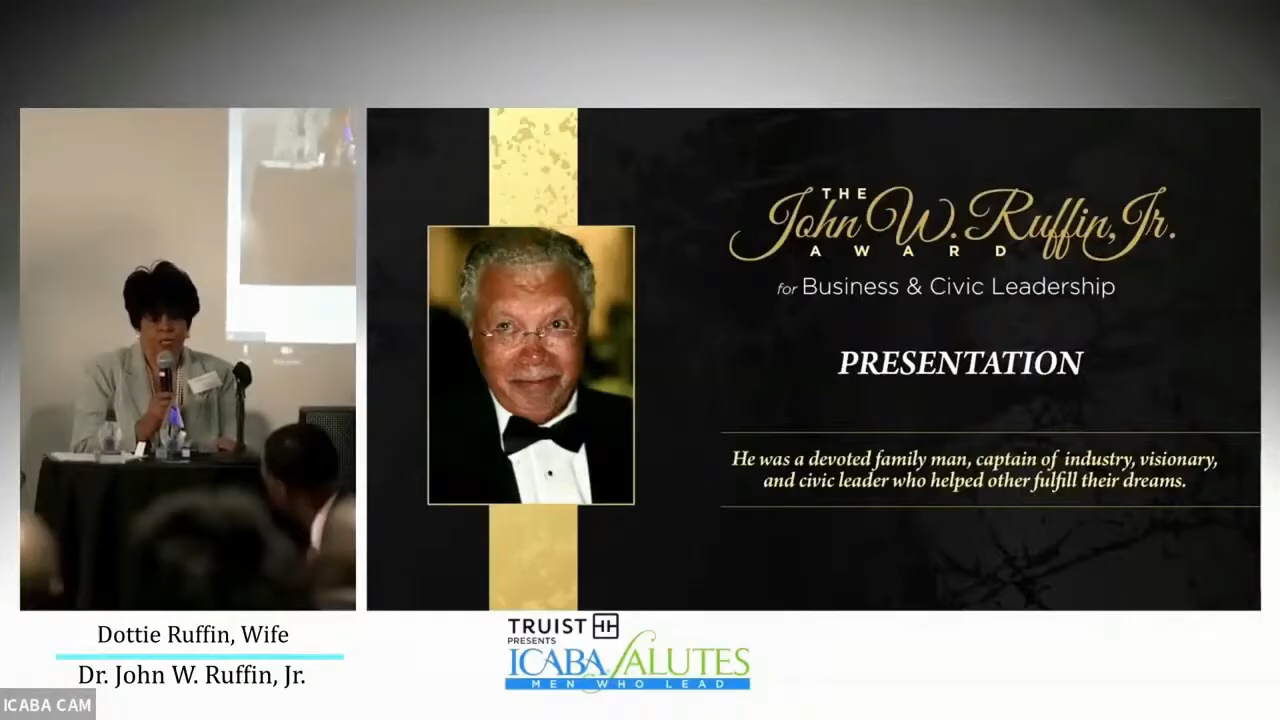 THE
John W. Ruffin, Jr.
AWARD
for Business & Civic Leadership
PRESENTATION
He was a devoted family man, captain of industry, visionary,
and civic leader who helped other fulfill their dreams.
Dottie Ruffin, Wife
Dr. John W. Ruffin, Jr.
TRUIST
PRESENTS
ICABA SALUTES
MEN WHO LEAD
ICABA CAM